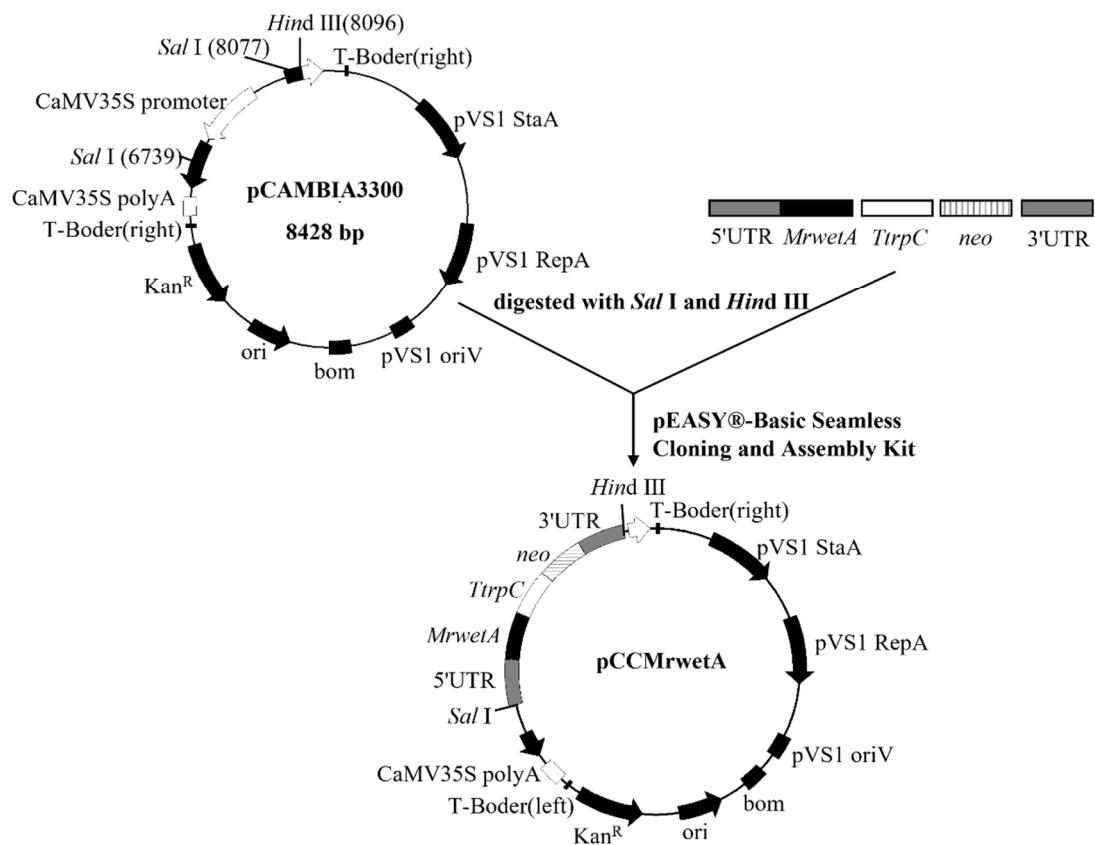 Hind III(8096)
Sal I (8077)
T-Boder(right)
CaMV35S promoter
pVS1 StaA
Sal I (6739)
pCAMBIA3300
8428 bp
CaMV35S polyA
T-Boder(right)
pVS1 RepA
KanR
ori
bom
pVS1 oriV
5'UTR MrwetA TtrpC neo 3'UTR
digested with Sal I and Hind III
pEASY®-Basic Seamless
Cloning and Assembly Kit
Hind III
T-Boder(right)
3'UTR
neo
pVS1 StaA
TtrpC
MrwetA
pVS1 RepA
pCCMrwetA
5'UTR
Sal I
pVS1 oriV
CaMV35S polyA
T-Boder(left)
bom
KanR
ori